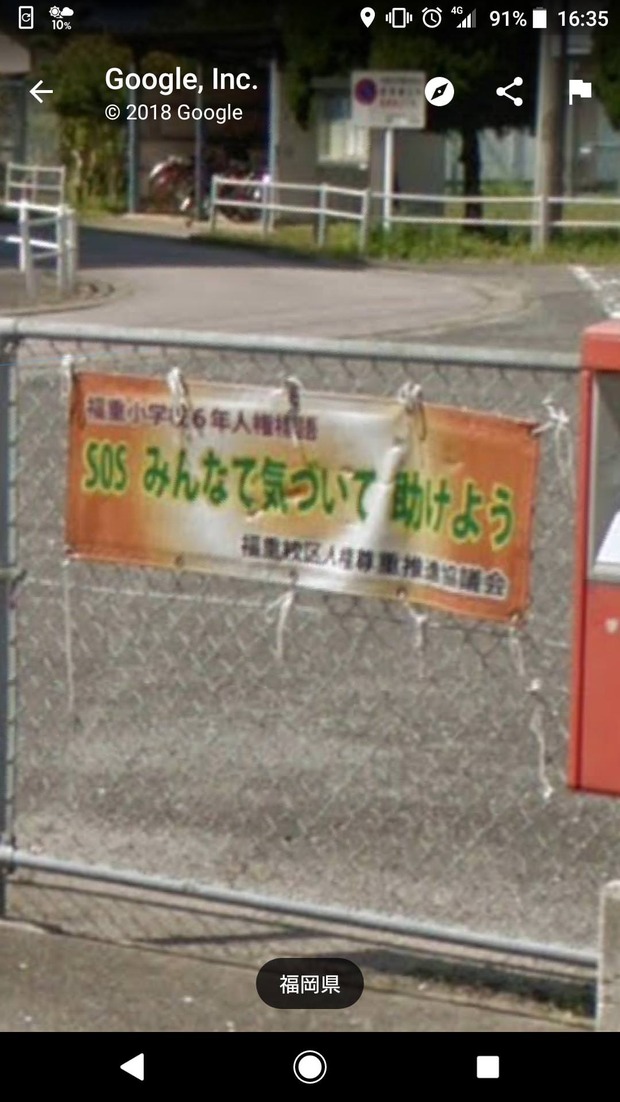 10%
4G
91%
16:35
Google, Inc.
© 2018 Google
福重小学校6年人権標語
SOS みんなで気づいて 助けよう
福重校区人権尊重推進協議会
福岡県